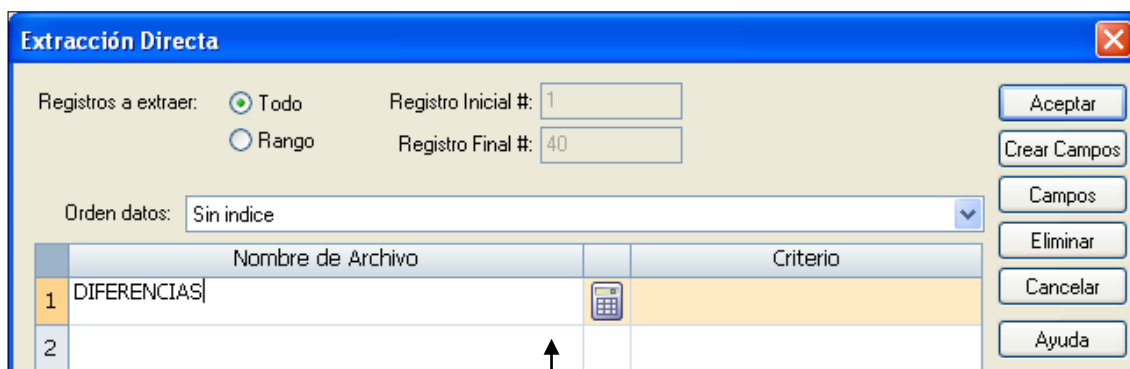 Extracción Directa
Registros a extraer: Todo Registro Inicial #: 1 Aceptar
Rango Registro Final #: 40 Crear Campos
Campos
Orden datos: Sin indice
Eliminar
Nombre de Archivo Criterio
Cancelar
1 DIFERENCIAS
2 Ayuda